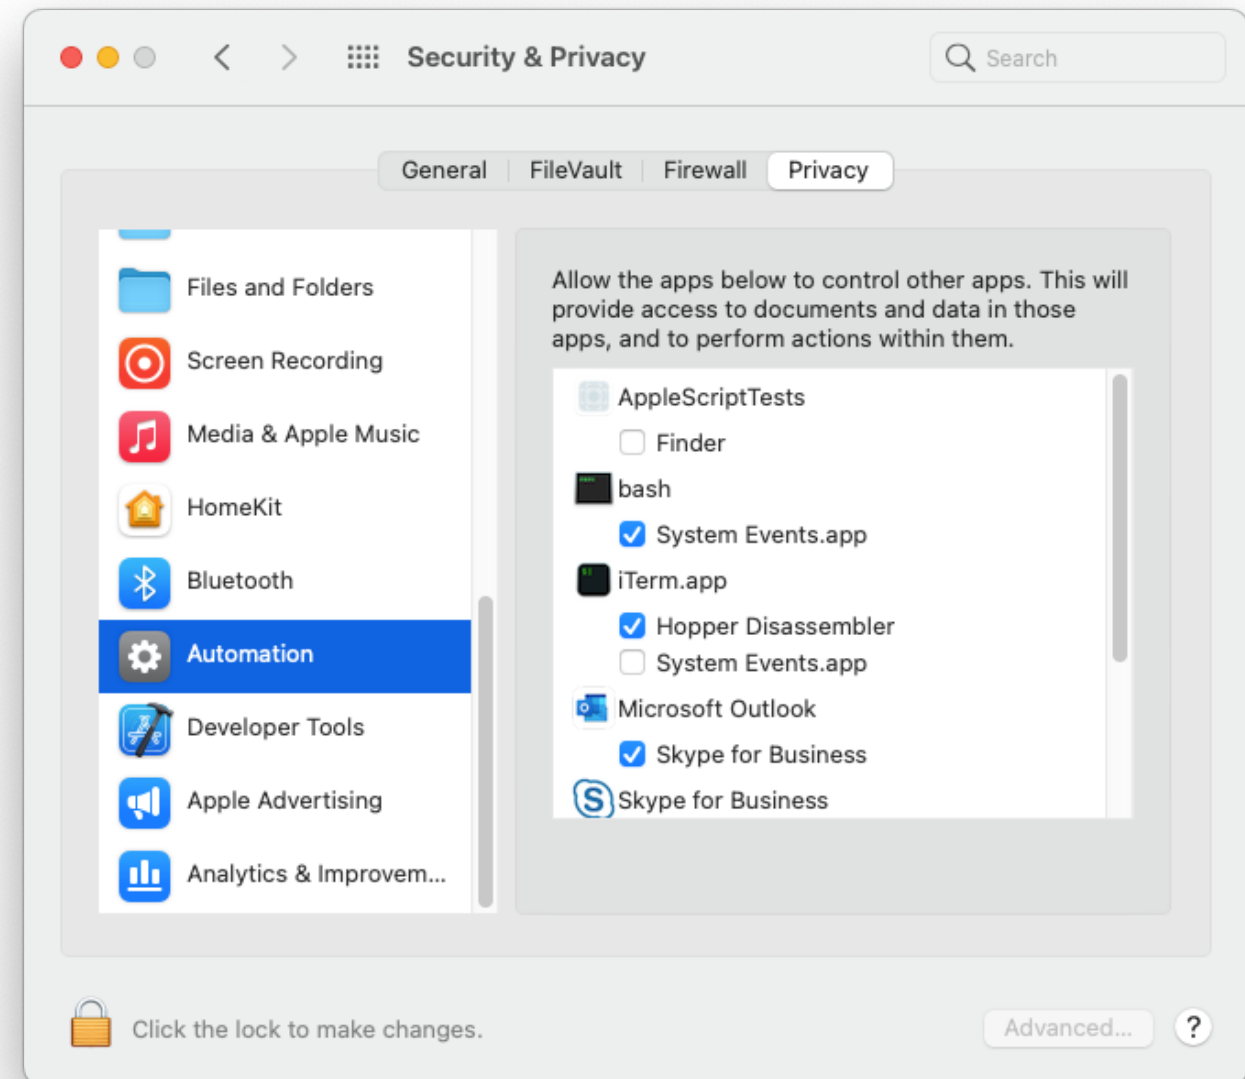 Security & Privacy
Search
General
FileVault
Firewall
Privacy
Files and Folders
Screen Recording
Media & Apple Music
HomeKit
Bluetooth
Automation
Developer Tools
Apple Advertising
Analytics & Improvem...
Allow the apps below to control other apps. This will
provide access to documents and data in those
apps, and to perform actions within them.
AppleScriptTests
Finder
bash
System Events.app
iTerm.app
Hopper Disassembler
System Events.app
Microsoft Outlook
Skype for Business
Skype for Business
Click the lock to make changes.
Advanced...
?